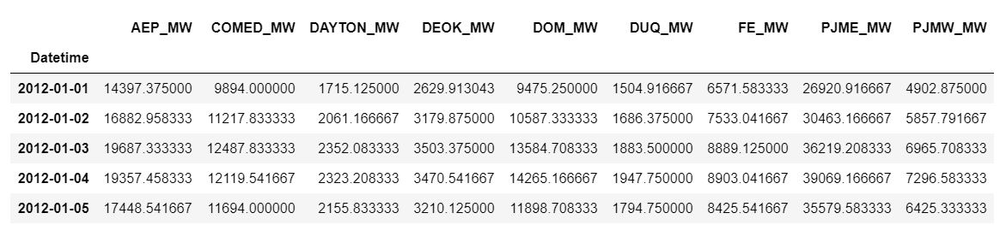 AEP_MW COMED_MW DAYTON_MW DEOK_MW DOM_MW DUQ_MW FE_MW PJME_MW PJMW_MW
Datetime
2012-01-01 14397.375000 9894.000000 1715.125000 2629.913043 9475.250000 1504.916667 6571.583333 26920.916667 4902.875000
2012-01-02 16882.958333 11217.833333 2061.166667 3179.875000 10587.333333 1686.375000 7533.041667 30463.166667 5857.791667
2012-01-03 19687.333333 12487.833333 2352.083333 3503.375000 13584.708333 1883.500000 8889.125000 36219.208333 6965.708333
2012-01-04 19357.458333 12119.541667 2323.208333 3470.541667 14265.166667 1947.750000 8903.041667 39069.166667 7296.583333
2012-01-05 17448.541667 11694.000000 2155.833333 3210.125000 11898.708333 1794.750000 8425.541667 35579.583333 6425.333333